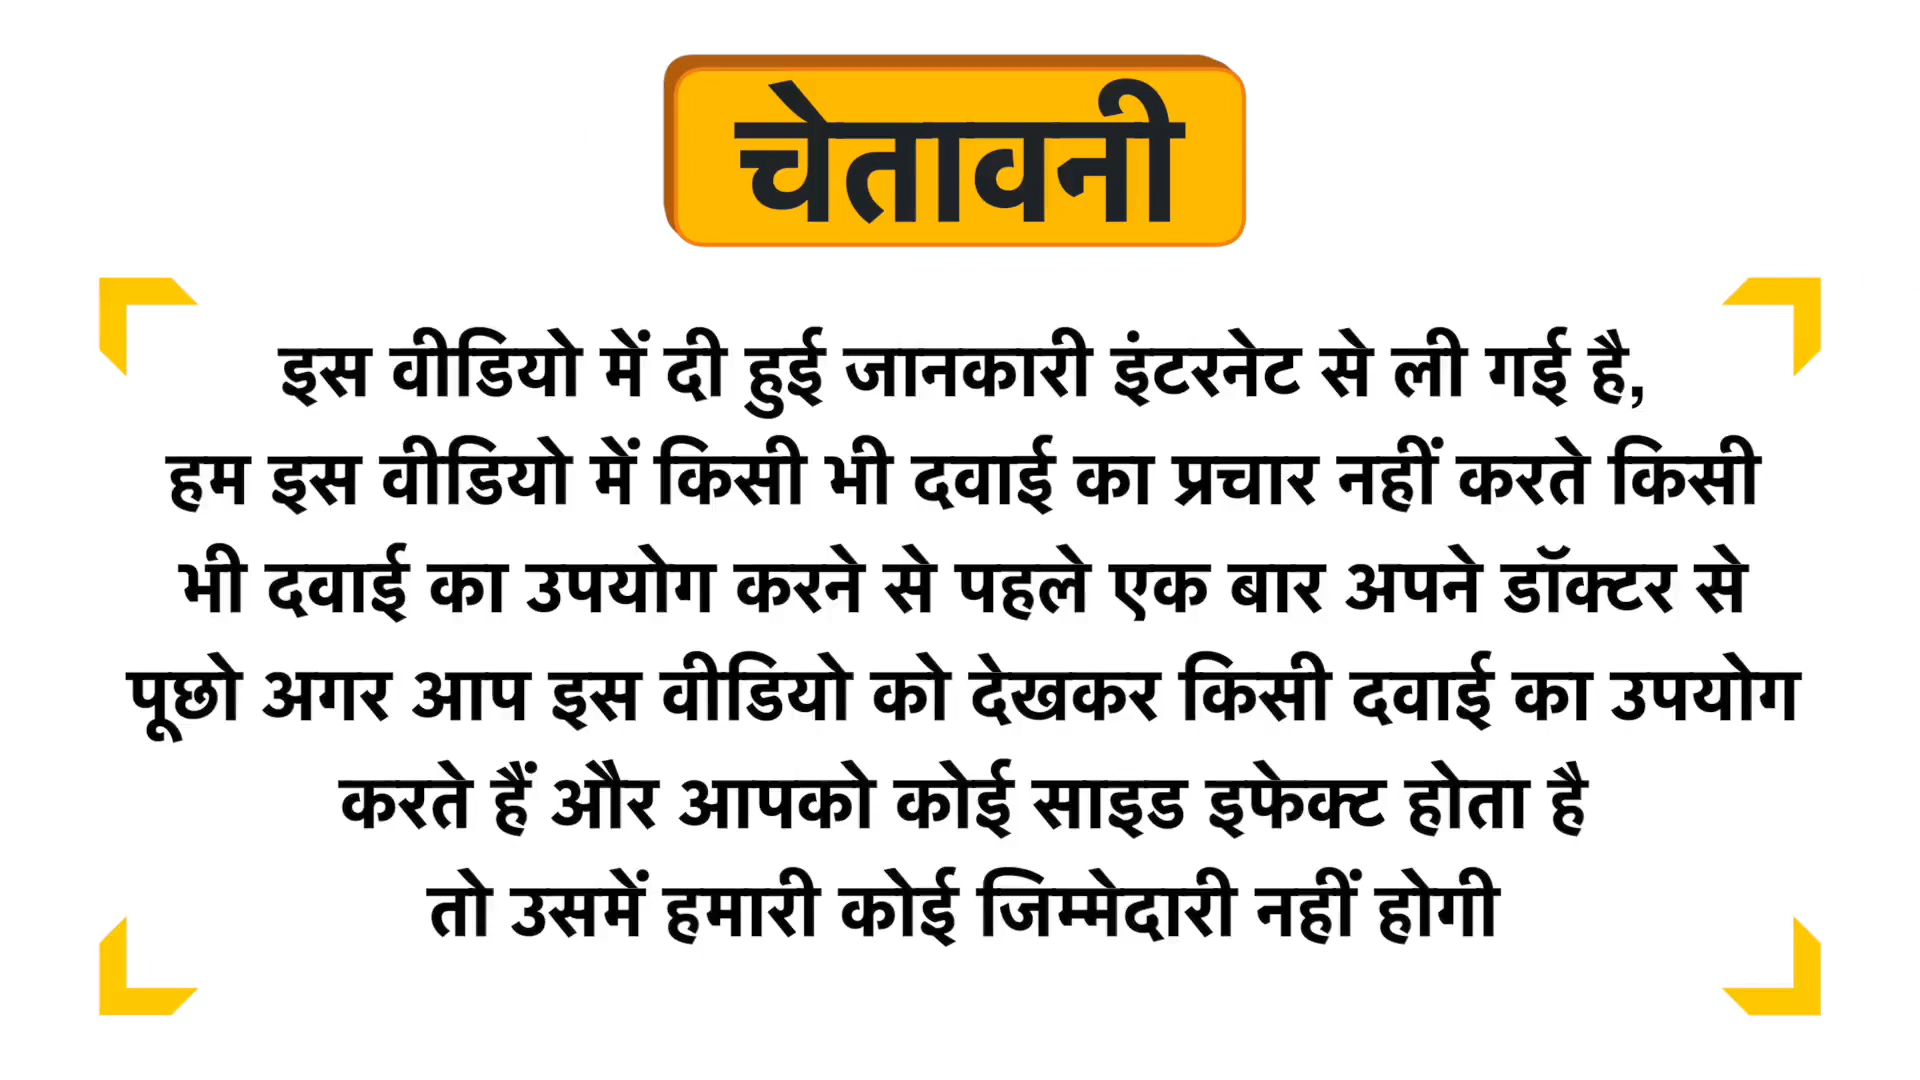 चेतावनी
इस वीडियो में दी हुई जानकारी इंटरनेट से ली गई है,
हम इस वीडियो में किसी भी दवाई का प्रचार नहीं करते किसी
भी दवाई का उपयोग करने से पहले एक बार अपने डॉक्टर से
पूछो अगर आप इस वीडियो को देखकर किसी दवाई का उपयोग
करते हैं और आपको कोई साइड इफेक्ट होता है
तो उसमें हमारी कोई जिम्मेदारी नहीं होगी